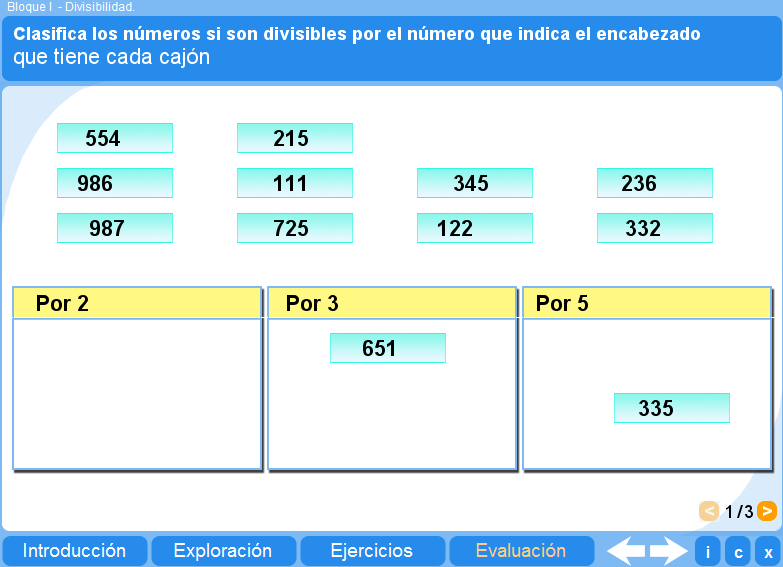 Bloque I - Divisibilidad.
Clasifica los números si son divisibles por el número que indica el encabezado
que tiene cada cajón
554 215
986 111 345 236
987 725 122 332
Por 2 Por 3 Por 5
651
335
< 1/3 >
Introducción Exploración Ejercicios Evaluación i c x